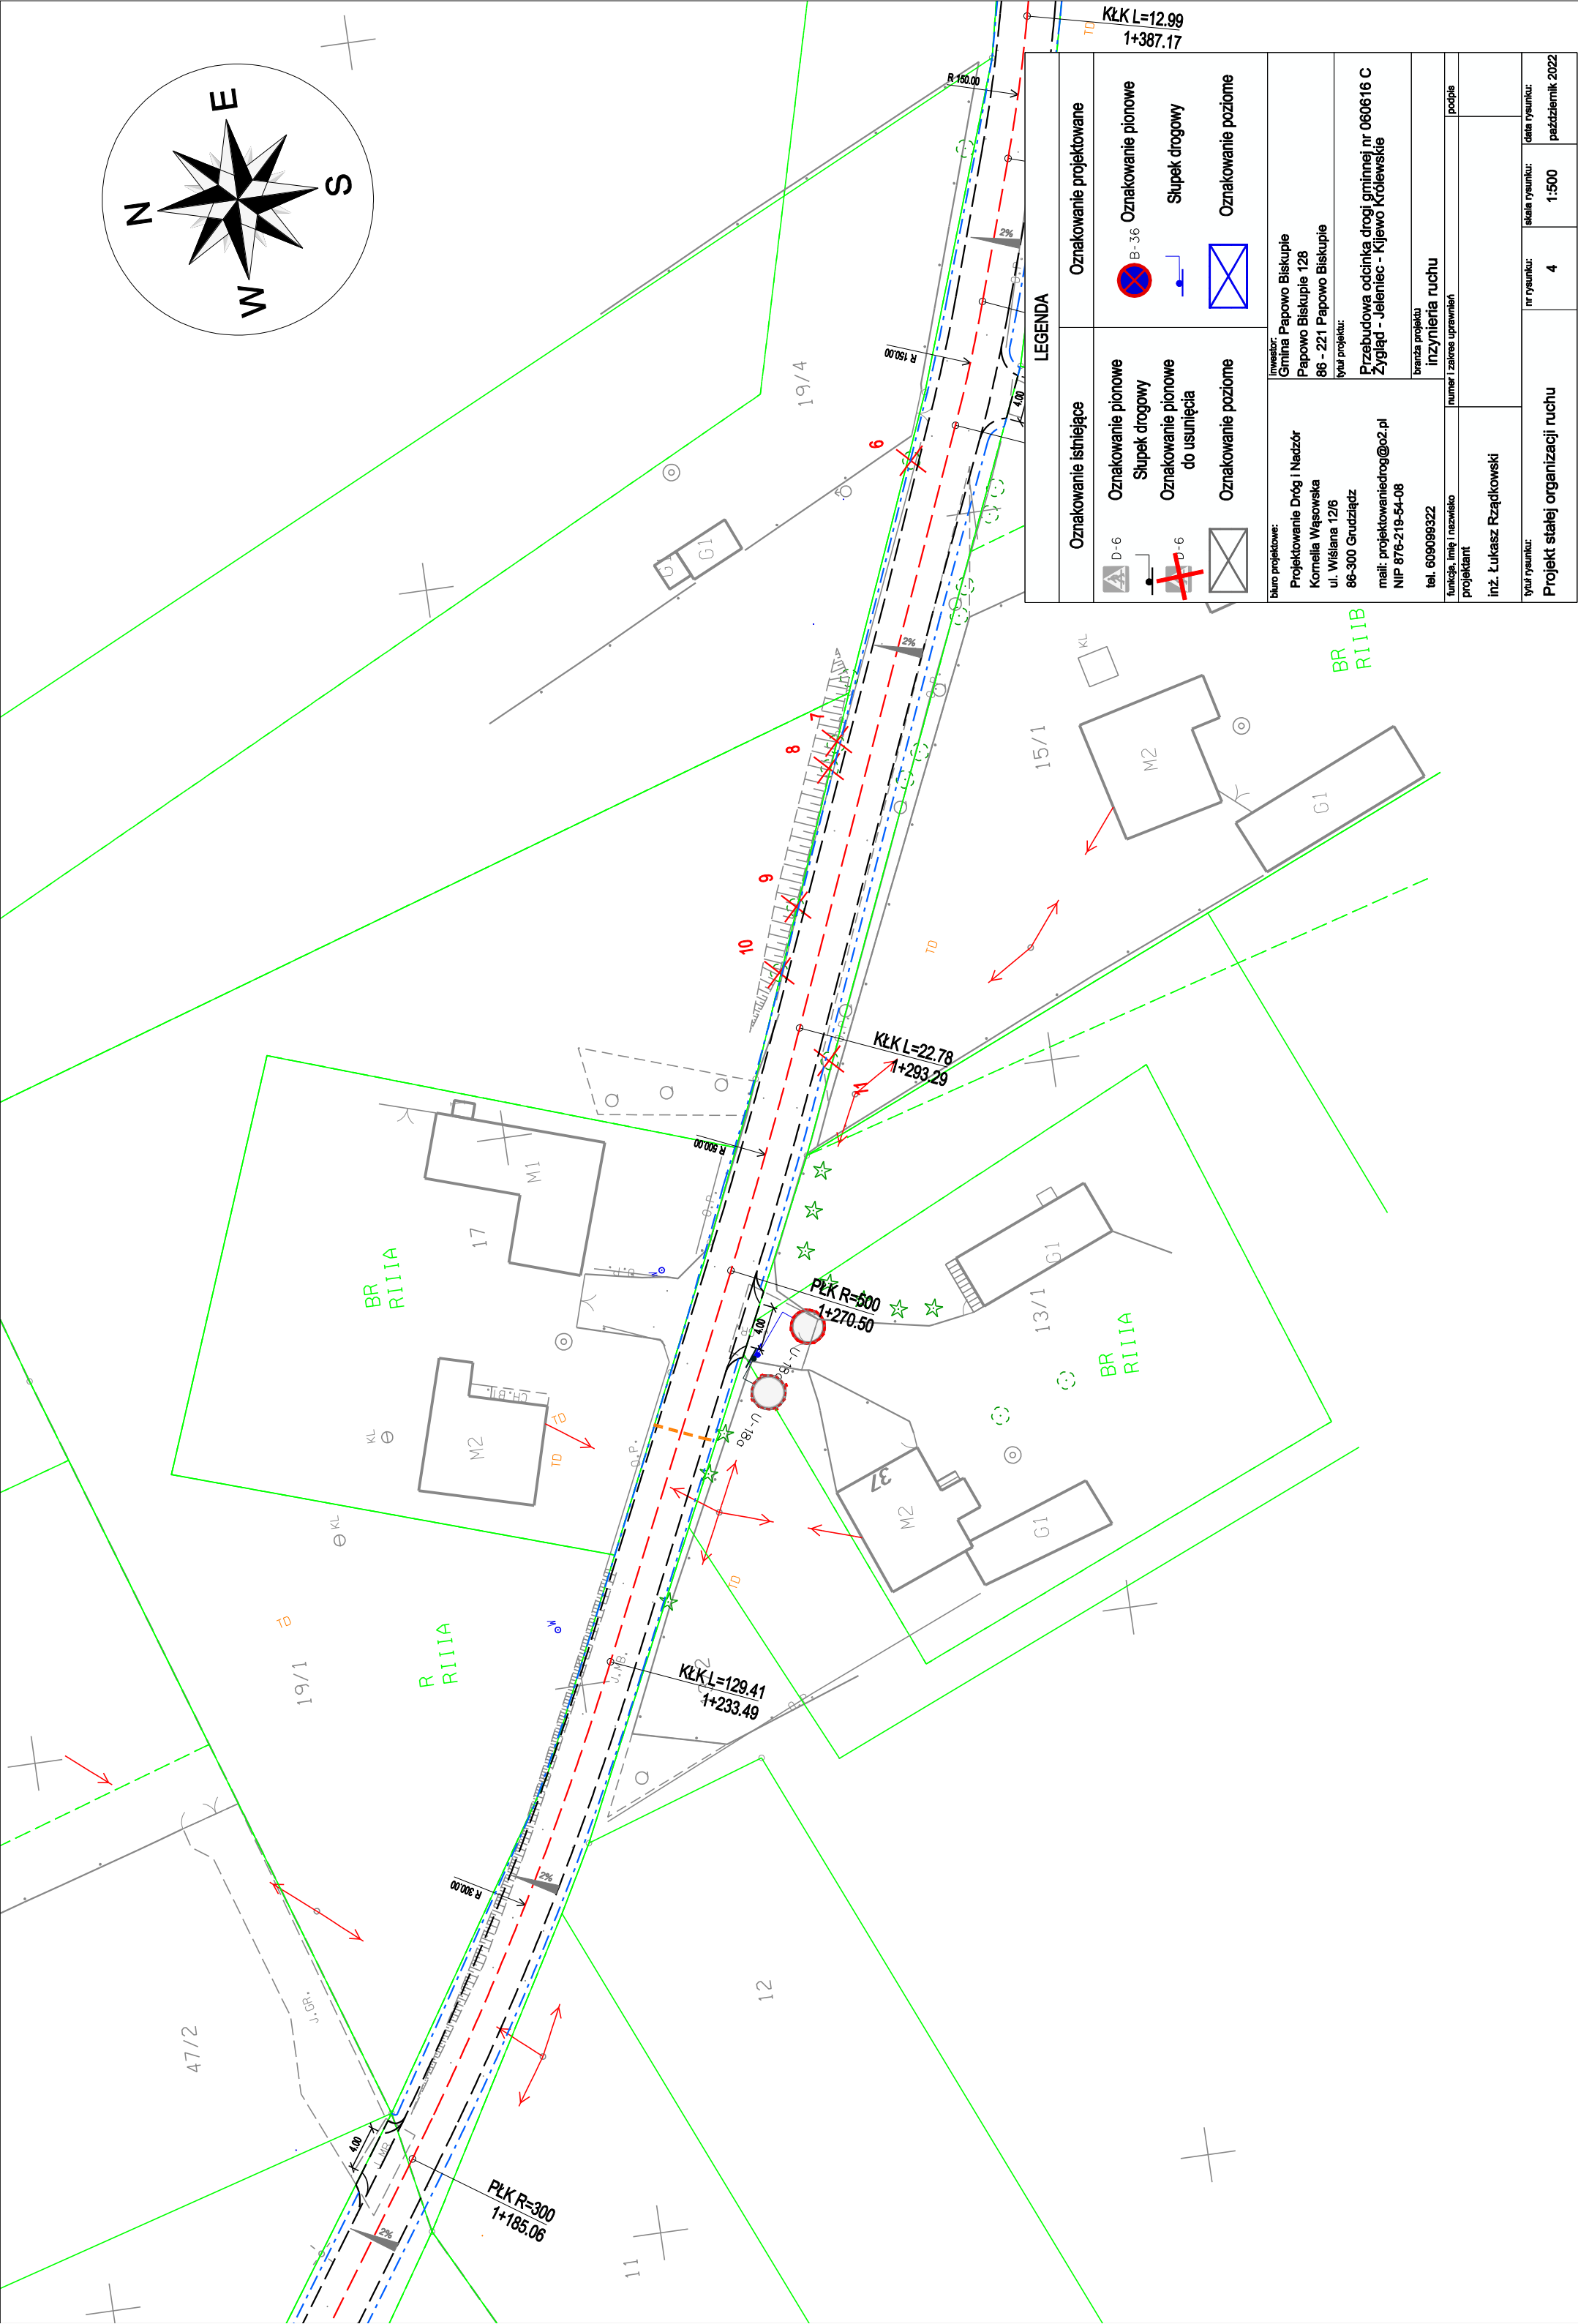 N
E
S
W
KŁK L=12.99
1+387.17
TD
R 150.00
2%
R 150.00
4.00
19/4
6
G1
2%
7
8
9
10
15/1
KL
M2
G1
BR
RIIIB
TD
KŁK L=22.78
1+293.29
11
R 500.00
M1
17
O.P.
BR
RIIIA
W
PŁK R=500
1+270.50
4.00
U-18a
U-18a
G1
13/1
BR
RIIIA
M2
CH.BT.
KL
TD
TD
O.P.
37
M2
G1
KL
TD
TD
W
19/1
R
RIIIA
J.MB.
KŁK L=129.41
1+233.49
R 300.00
2%
12
J.GR.
47/2
4.00
PŁK R=300
1+185.06
2%
11
LEGENDA
Oznakowanie istniejące
Oznakowanie projektowane
D-6
Oznakowanie pionowe
Słupek drogowy
D-6
Oznakowanie pionowe
do usunięcia
Oznakowanie poziome
B-36
Oznakowanie pionowe
Słupek drogowy
Oznakowanie poziome
biuro projektowe:
Projektowanie Dróg i Nadzór
Kornelia Wąsowska
ul. Wiślana 12/6
86-300 Grudziądz
mail: projektowaniedrog@o2.pl
NIP 876-219-54-08
tel. 609099322
inwestor:
Gmina Papowo Biskupie
Papowo Biskupie 128
86 - 221 Papowo Biskupie
tytuł projektu:
Przebudowa odcinka drogi gminnej nr 060616 C
Zygląd - Jeleniec - Kijewo Królewskie
branża projektu
inzynieria ruchu
funkcja, imię i nazwisko
numer i zakres uprawnień
podpis
projektant
inż. Łukasz Rządkowski
tytuł rysunku:
Projekt stałej organizacji ruchu
nr rysunku:
4
skala rysunku:
1:500
data rysunku:
październik 2022